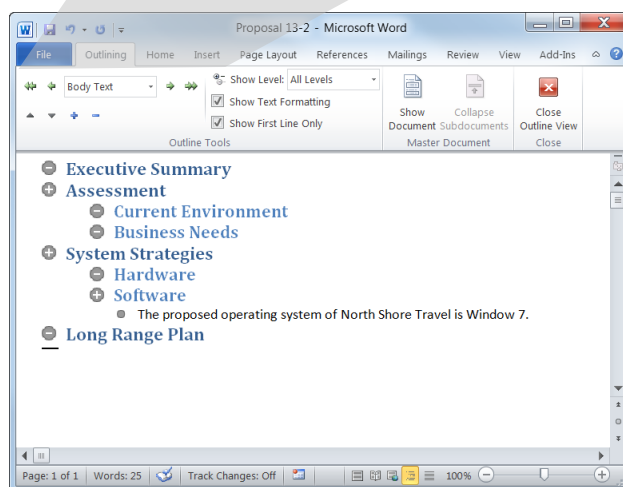 Proposal 13-2 - Microsoft Word
File Outlining Home Insert Page Layout References Mailings Review View Add-Ins
Body Text
Show Level: All Levels
Show Text Formatting
Show First Line Only
Outline Tools
Show Document
Collapse Subdocuments
Master Document
Close Outline View
Close
Executive Summary
Assessment
Current Environment
Business Needs
System Strategies
Hardware
Software
The proposed operating system of North Shore Travel is Window 7.
Long Range Plan
Page: 1 of 1 Words: 25 Track Changes: Off 100%